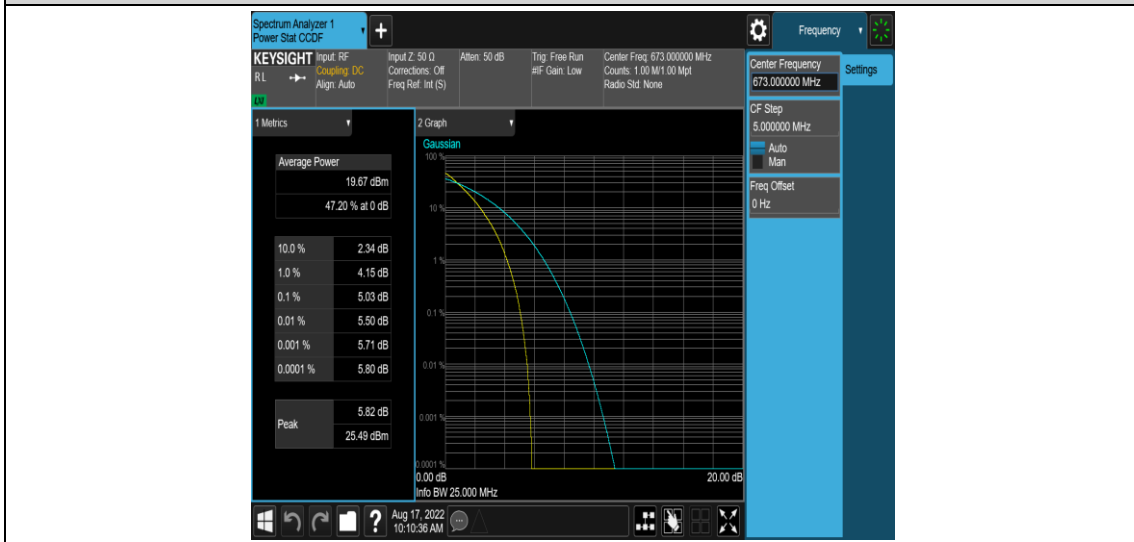 Spectrum Analyzer 1
Power Stat CCDF
Frequency
KEYSIGHT
RL
LXI
Input: RF
Coupling: DC
Align: Auto
Input Z: 50 Ω
Corrections: Off
Freq Ref: Int (S)
Atten: 50 dB
Trig: Free Run
#IF Gain: Low
Center Freq: 673.000000 MHz
Counts: 1.00 M/1.00 Mpt
Radio Std: None
Center Frequency
673.000000 MHz
Settings
CF Step
5.000000 MHz
Auto
Man
Freq Offset
0 Hz
1 Metrics
Average Power
19.67 dBm
47.20 % at 0 dB
10.0 % 2.34 dB
1.0 % 4.15 dB
0.1 % 5.03 dB
0.01 % 5.50 dB
0.001 % 5.71 dB
0.0001 % 5.80 dB
Peak
5.82 dB
25.49 dBm
2 Graph
Gaussian
100 %
10 %
1 %
0.1 %
0.01 %
0.001 %
0.0001 %
0.00 dB 20.00 dB
Info BW 25.000 MHz
?
Aug 17, 2022
10:10:36 AM